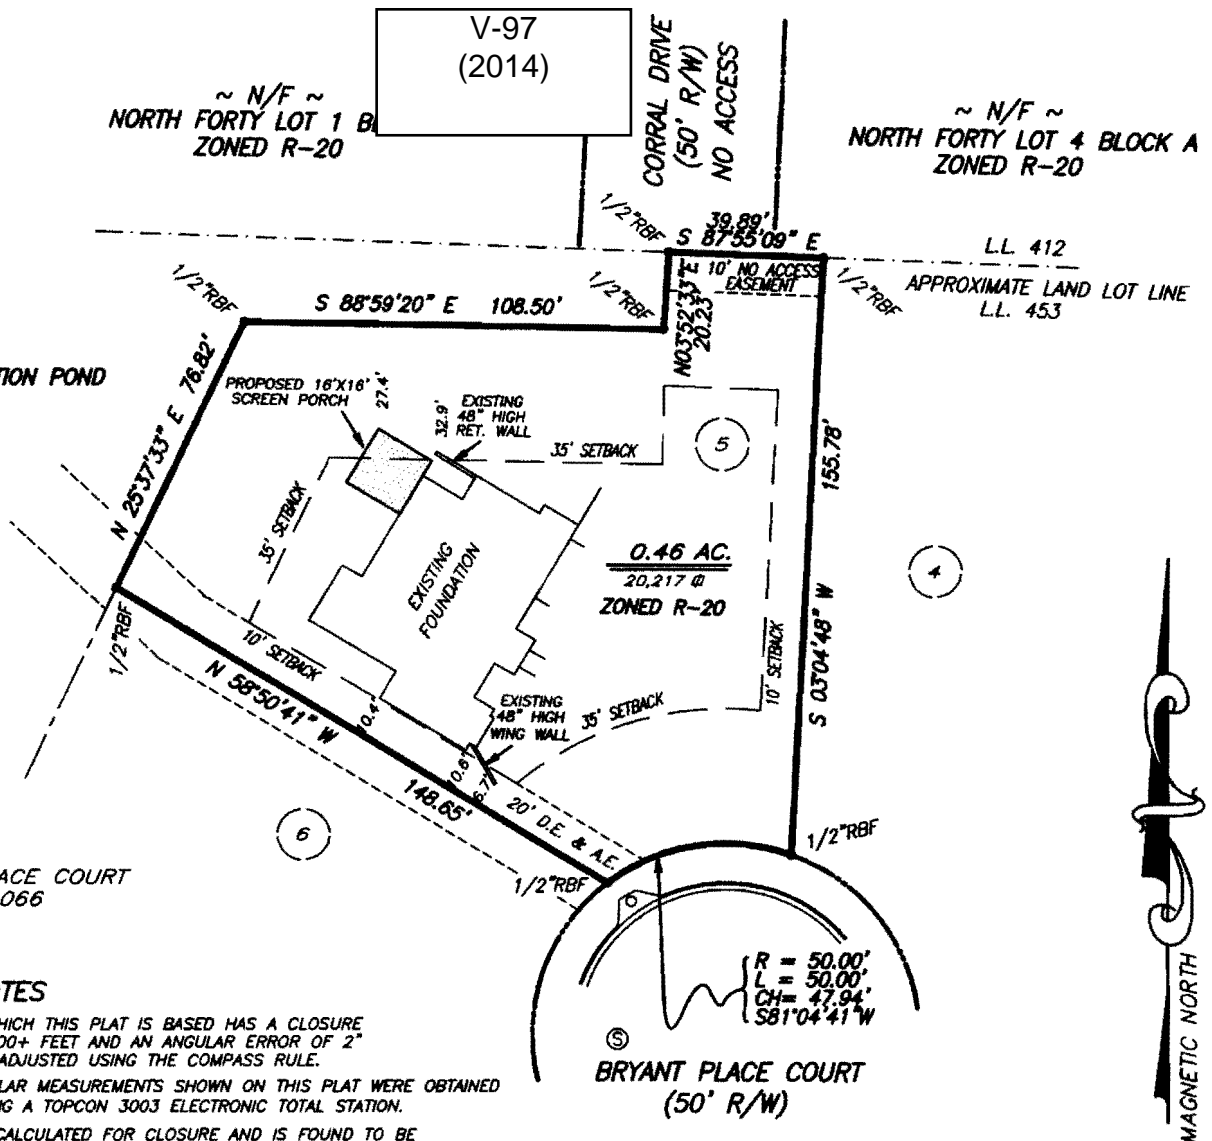 V-97
(2014)
~ N/F ~
NORTH FORTY LOT 1
ZONED R-20
CORRAL DRIVE
(50' R/W)
NO ACCESS
~ N/F ~
NORTH FORTY LOT 4 BLOCK A
ZONED R-20
1/2"RBF
39.89'
S 87°55'09" E
L.L. 412
APPROXIMATE LAND LOT LINE
L.L. 453
10' NO ACCESS
EASEMENT
1/2"RBF
1/2"RBF
1/2"RBF
S 88°59'20" E 108.50'
N03°52'33"E
20.23'
N 25°37'33" E 76.82'
POND
PROPOSED 16'X16'
SCREEN PORCH
27.4'
32.9'
EXISTING
48" HIGH
RET. WALL
35' SETBACK
5
155.78'
35' SETBACK
EXISTING
FOUNDATION
0.46 AC.
20,217
ZONED R-20
4
1/2"RBF
10' SETBACK
10' SETBACK
S 03°04'48" W
N 58°50'41" W
10.4'
EXISTING
48" HIGH
WING WALL
35' SETBACK
6.7'
148.65'
20' D.E. & A.E.
6
1/2"RBF
1/2"RBF
COURT
066
R = 50.00'
L = 50.00'
CH= 47.94'
S81°04'41"W
S
BRYANT PLACE COURT
(50' R/W)
MAGNETIC NORTH
THIS PLAT IS BASED HAS A CLOSURE
00+ FEET AND AN ANGULAR ERROR OF 2"
ADJUSTED USING THE COMPASS RULE.
MEASUREMENTS SHOWN ON THIS PLAT WERE OBTAINED
A TOPCON 3003 ELECTRONIC TOTAL STATION.
CALCULATED FOR CLOSURE AND IS FOUND TO BE